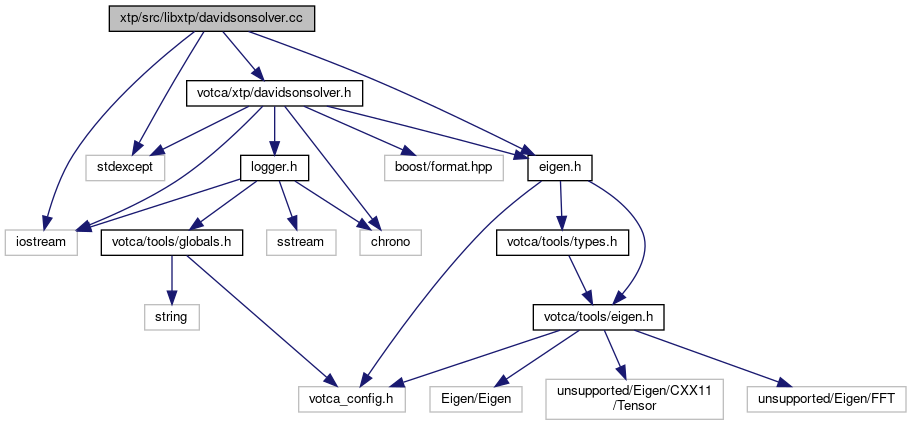 xtp/src/libxtp/davidsonsolver.cc
votca/xtp/davidsonsolver.h
stdexcept
logger.h
boost/format.hpp
eigen.h
iostream
votca/tools/globals.h
sstream
chrono
votca/tools/types.h
string
votca/tools/eigen.h
votca_config.h
Eigen/Eigen
unsupported/Eigen/CXX11
/Tensor
unsupported/Eigen/FFT